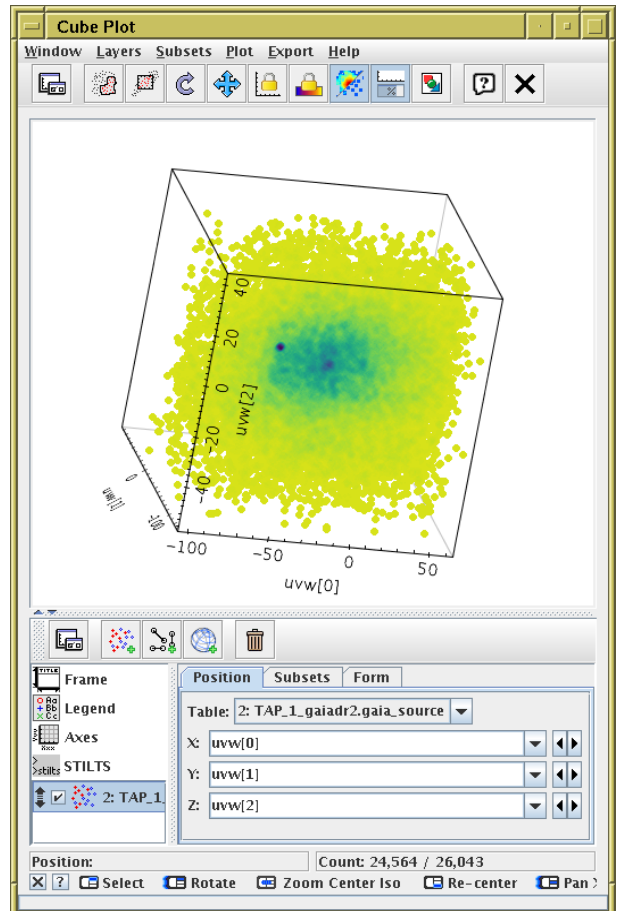 Cube Plot
Window Layers Subsets Plot Export Help
40
20
0
-20
-40
uvw[2]
0
-100
-100
-50
0
50
uvw[0]
Frame
Legend
Axes
STILTS
2: TAP_1_
Position Subsets Form
Table: 2: TAP_1_gaiadr2.gaia_source
X: uvw[0]
Y: uvw[1]
Z: uvw[2]
Position: Count: 24,564 / 26,043
Select Rotate Zoom Center Iso Re-center Pan